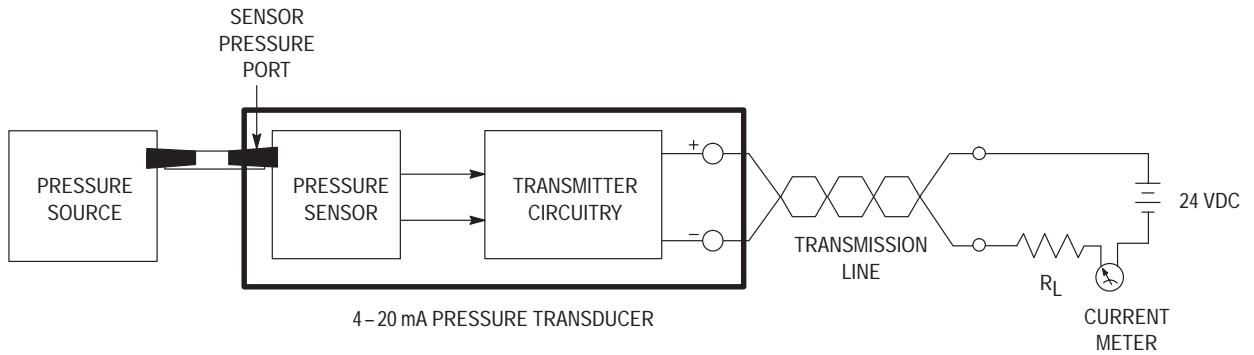 SENSOR
PRESSURE
PORT
PRESSURE
SOURCE
PRESSURE
SENSOR
TRANSMITTER
CIRCUITRY
+
−
TRANSMISSION
LINE
24 VDC
RL
CURRENT
METER
4–20 mA PRESSURE TRANSDUCER